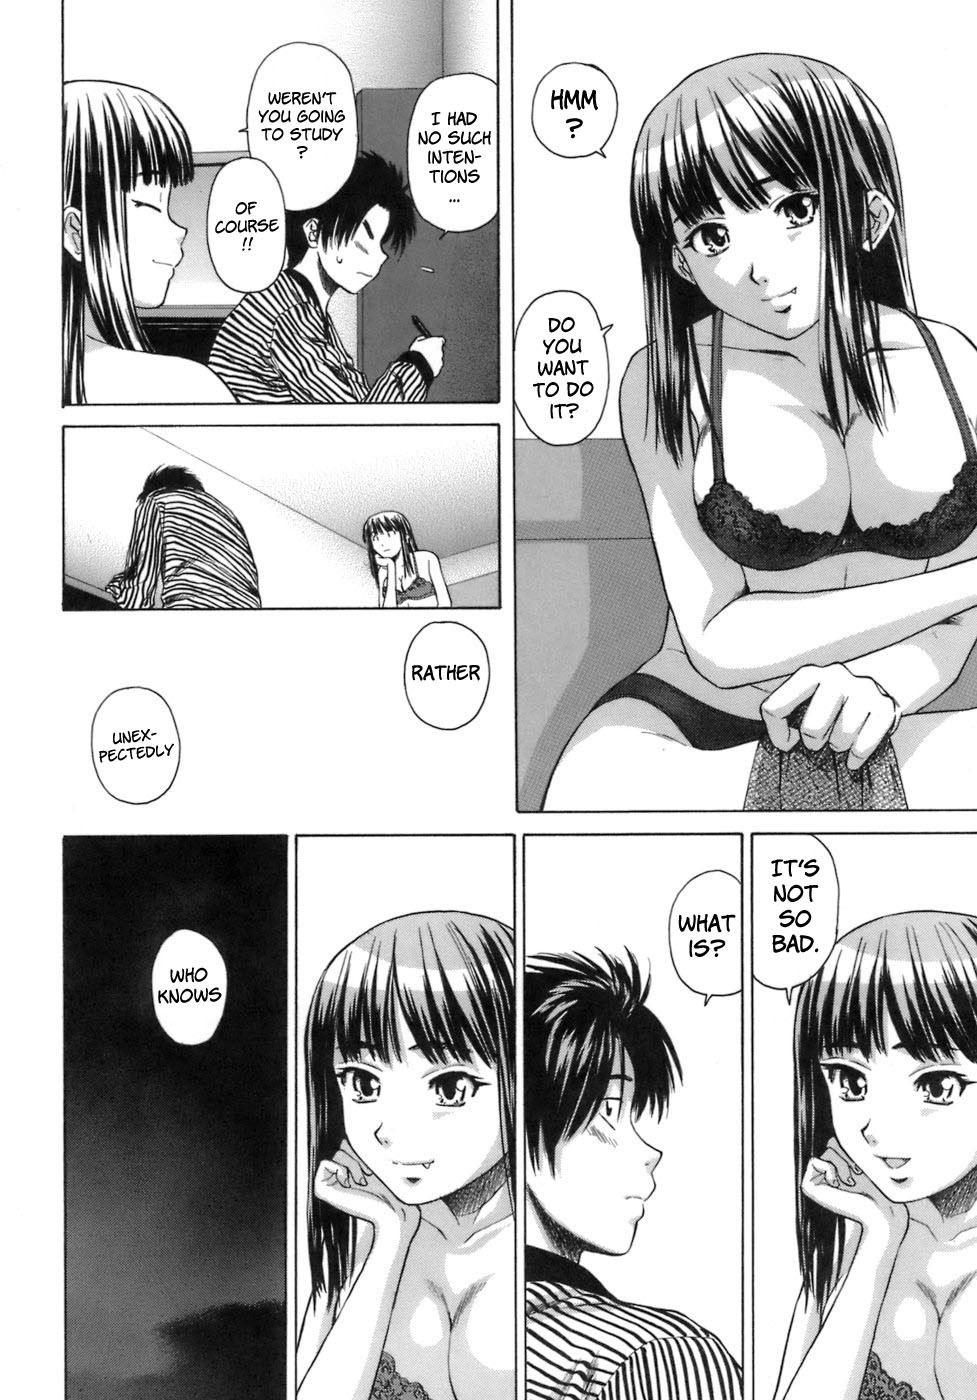 HMM
?
DO
YOU
WANT
TO DO
IT?
I HAD
NO SUCH
INTEN-
TIONS
...
WEREN'T
YOU GOING
TO STUDY
?
OF
COURSE
!!
RATHER
UNEX-
PECTEDLY
IT'S
NOT
SO
BAD.
WHAT
IS?
WHO
KNOWS